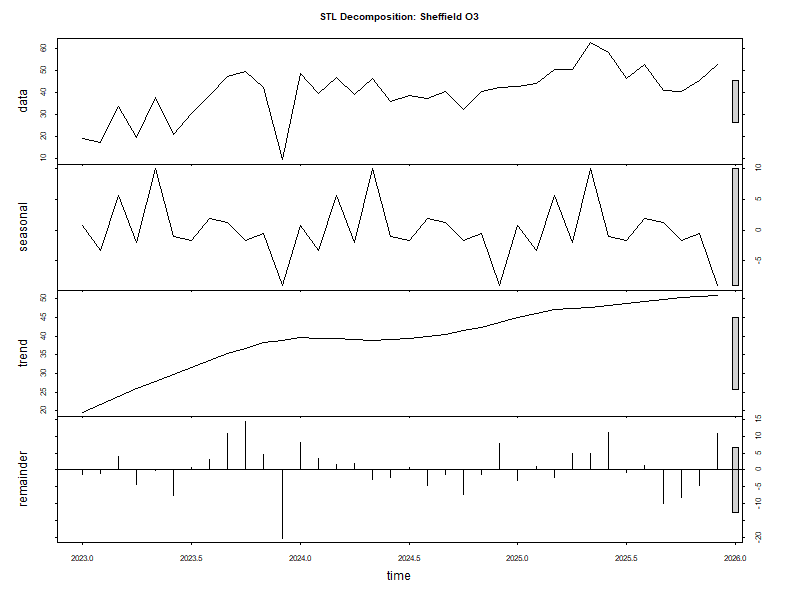 STL Decomposition: Sheffield O3
data
10 20 30 40 50 60
seasonal
-5 0 5 10
trend
20 25 30 35 40 45 50
remainder
-20 -10 -5 0 5 10 15
2023.0 2023.5 2024.0 2024.5 2025.0 2025.5 2026.0
time